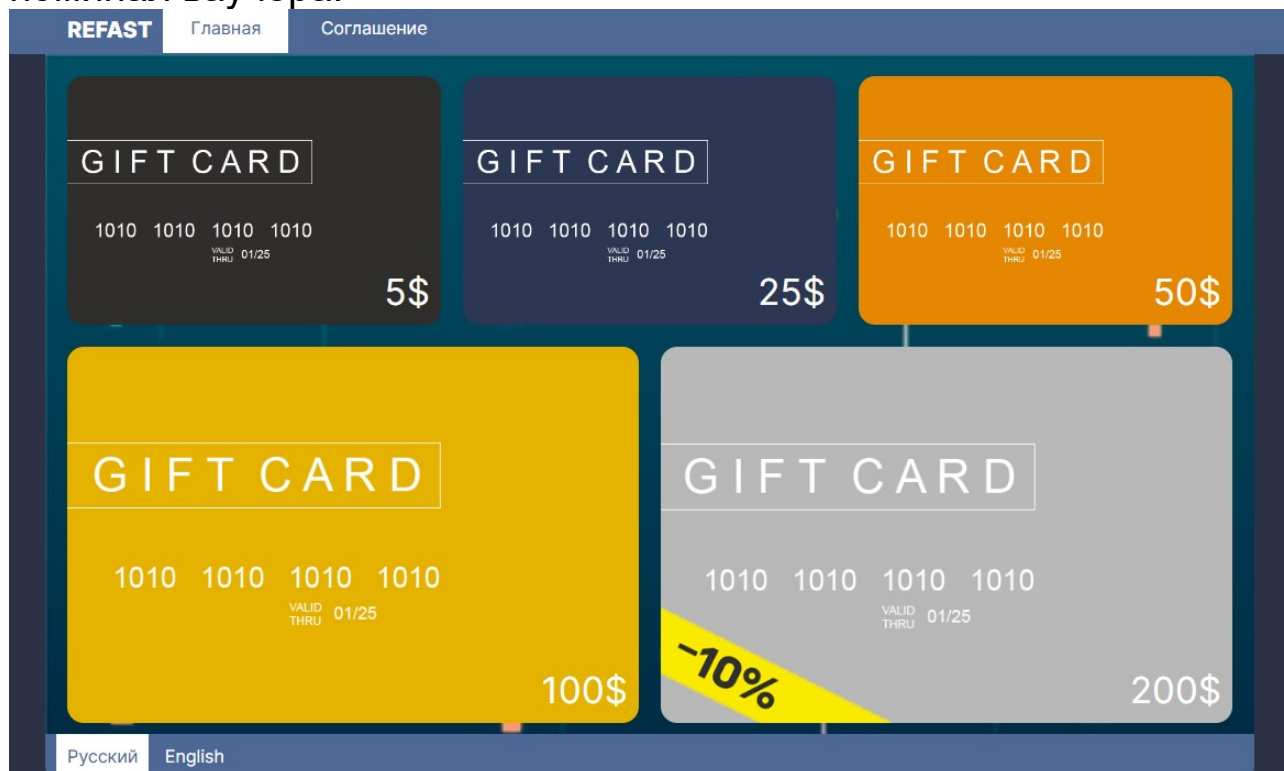 REFAST Главная Соглашение
GIFT CARD
1010 1010 1010 1010
VALID THRU 01/25
5$
GIFT CARD
1010 1010 1010 1010
VALID THRU 01/25
25$
GIFT CARD
1010 1010 1010 1010
VALID THRU 01/25
50$
GIFT CARD
1010 1010 1010 1010
VALID THRU 01/25
100$
GIFT CARD
1010 1010 1010 1010
VALID THRU 01/25
-10%
200$
Русский English